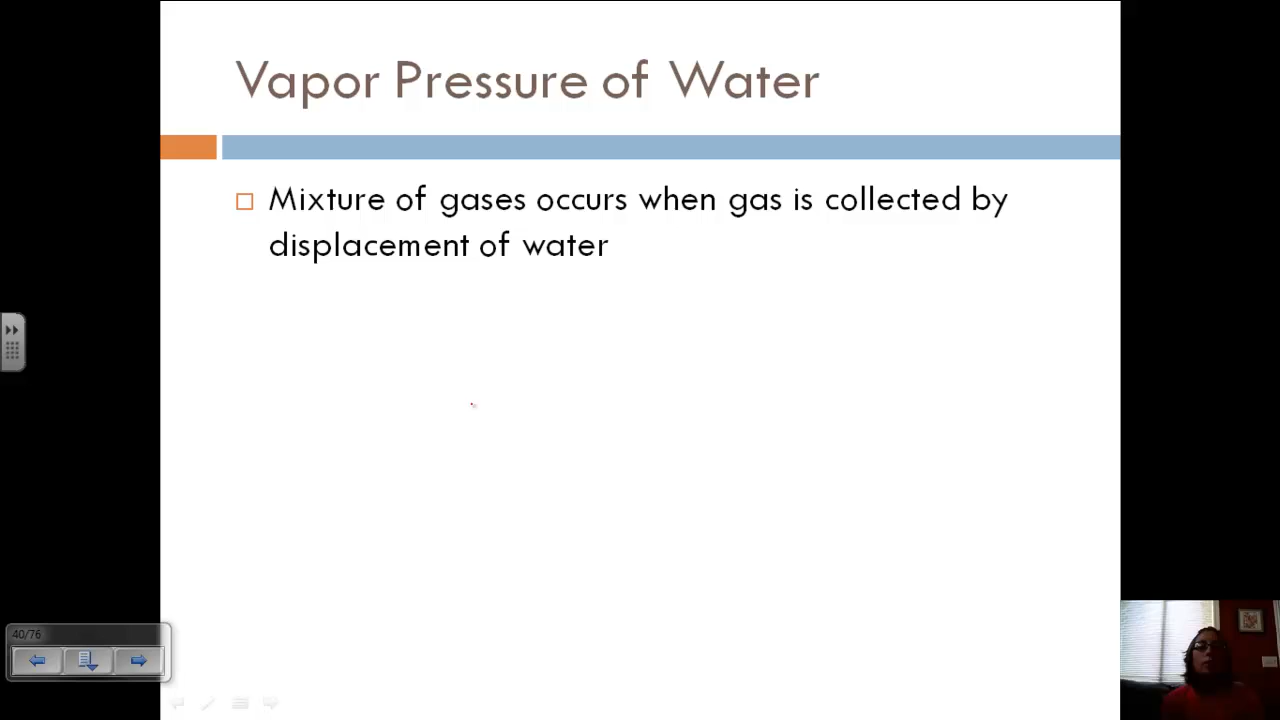 Vapor Pressure of Water
Mixture of gases occurs when gas is collected by
displacement of water
40/76